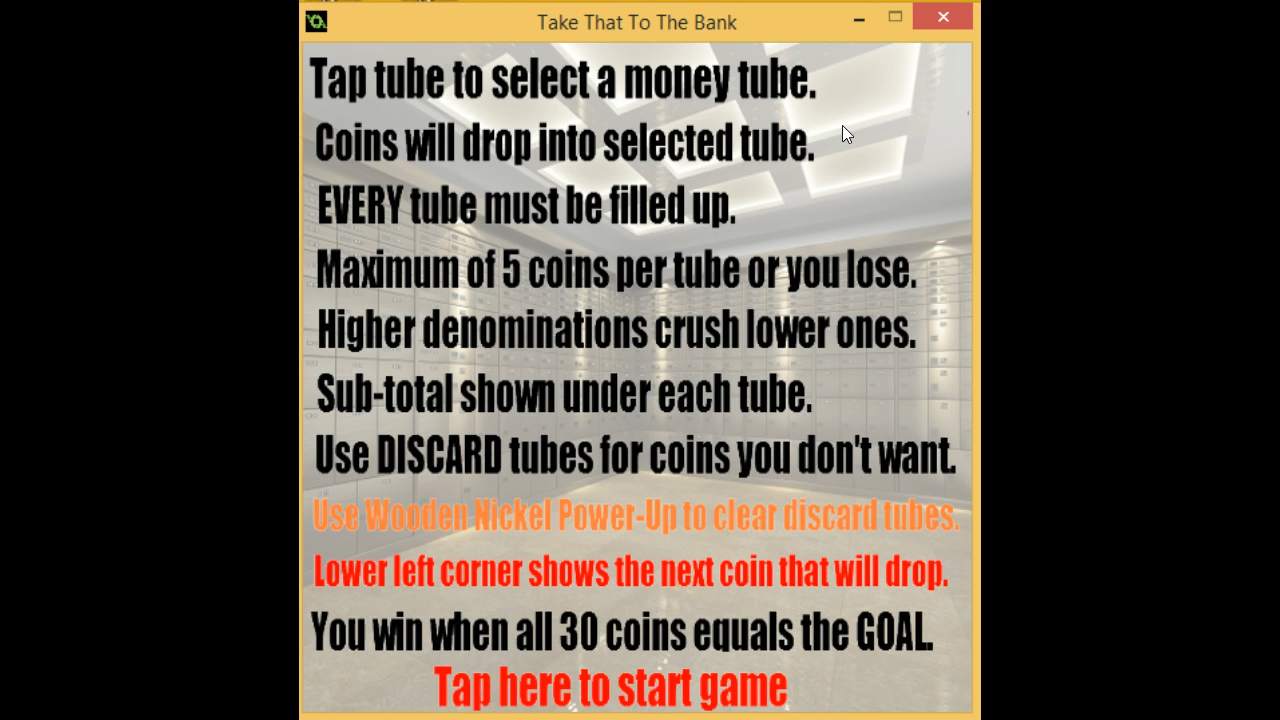 Take That To The Bank
Tap tube to select a money tube.
Coins will drop into selected tube.
EVERY tube must be filled up.
Maximum of 5 coins per tube or you lose.
Higher denominations crush lower ones.
Sub-total shown under each tube.
Use DISCARD tubes for coins you don't want.
Use Wooden Nickel Power-Up to clear discard tubes.
Lower left corner shows the next coin that will drop.
You win when all 30 coins equals the GOAL.
Tap here to start game